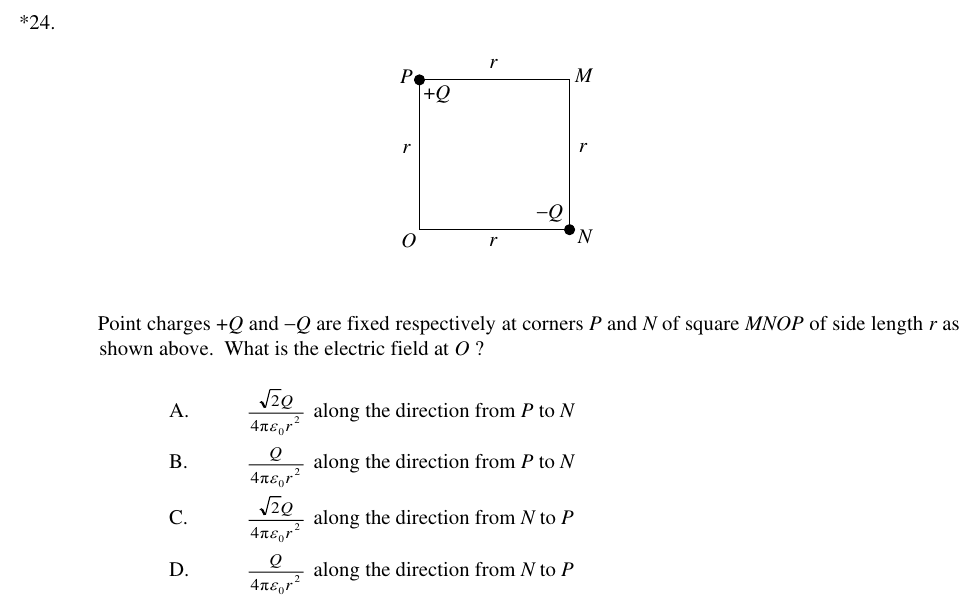 *24.
r
P
M
+Q
r
r
−Q
O
r
N
Point charges +Q and −Q are fixed respectively at corners P and N of square MNOP of side length r as
shown above.  What is the electric field at O ?
A. √2Q / 4πε₀r² along the direction from P to N
B. Q / 4πε₀r² along the direction from P to N
C. √2Q / 4πε₀r² along the direction from N to P
D. Q / 4πε₀r² along the direction from N to P